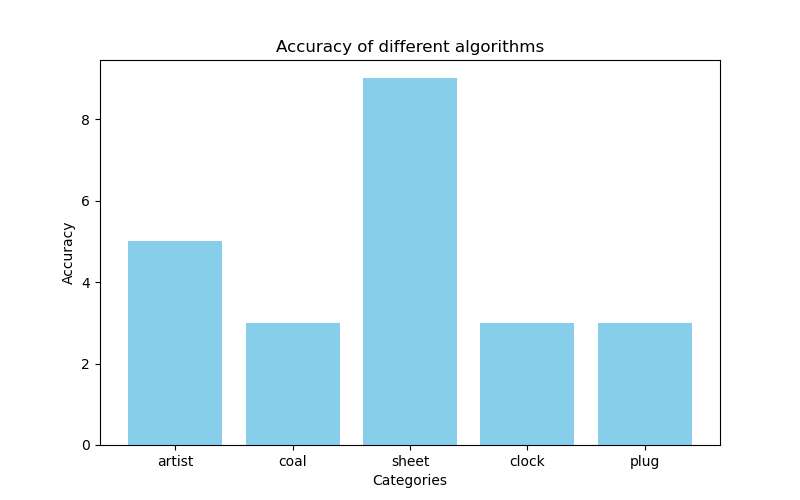 Accuracy of different algorithms
Accuracy
8
6
4
2
0
artist coal sheet clock plug
Categories